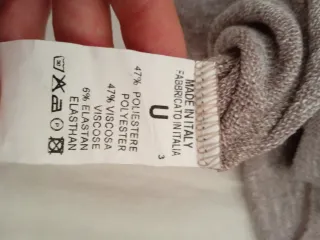 MADE IN ITALY
FABBRICATO IN ITALIA
U
3
47% POLIESTERE
POLYESTER
47% VISCOSA
VISCOSE
6% ELASTAN
ELASTHAN